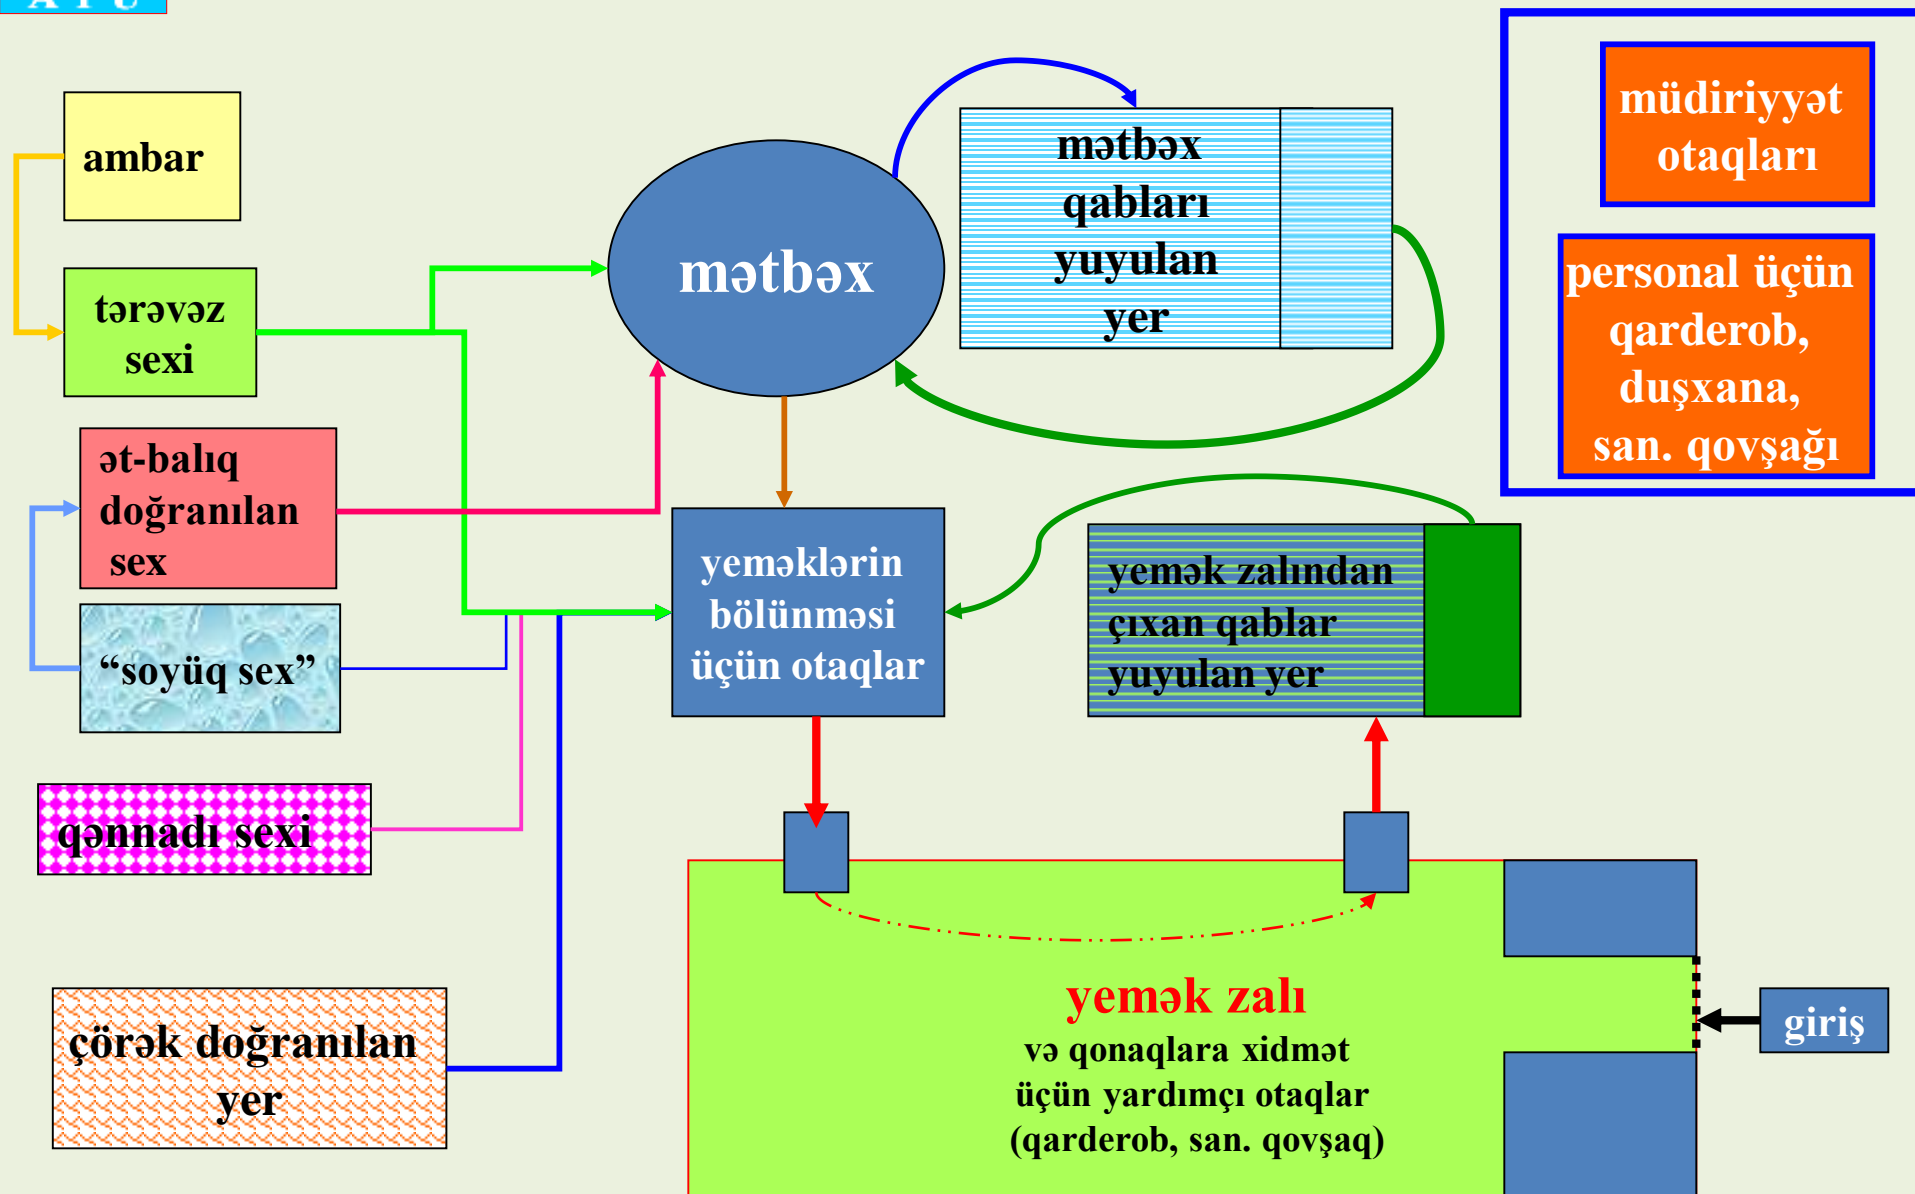 ambar
tərəvəz
sexi
ət-balıq
doğranılan
sex
“soyüq sex”
qənnadı sexi
çörək doğranılan
yer
mətbəx
mətbəx
qabları
yuyulan
yer
yeməklərin
bölünməsi
üçün otaqlar
yemək zalından
çıxan qablar
yuyulan yer
müdiriyyət
otaqları
personal üçün
qarderob,
duşxana,
san. qovşağı
yemək zalı
və qonaqlara xidmət
üçün yardımçı otaqlar
(qarderob, san. qovşaq)
giriş